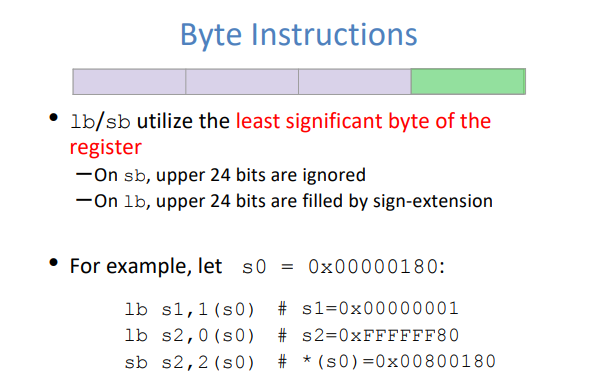 Byte Instructions
• lb/sb utilize the least significant byte of the
register
—On sb, upper 24 bits are ignored
—On lb, upper 24 bits are filled by sign-extension
• For example, let s0 = 0x00000180:
lb s1,1(s0) # s1=0x00000001
lb s2,0(s0) # s2=0xFFFFFF80
sb s2,2(s0) # *(s0)=0x00800180